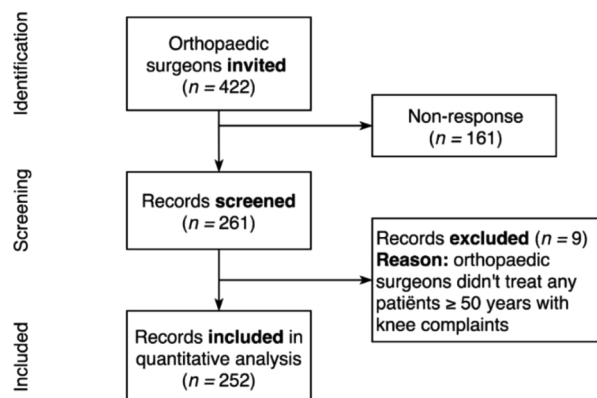 Identification
Orthopaedic
surgeons invited
(n = 422)
Non-response
(n = 161)
Screening
Records screened
(n = 261)
Records excluded (n = 9)
Reason: orthopaedic
surgeons didn't treat any
patiënts ≥ 50 years with
knee complaints
Included
Records included in
quantitative analysis
(n = 252)